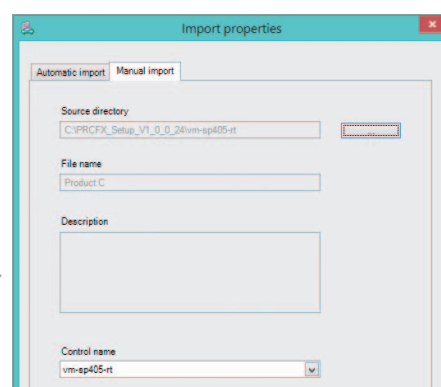 Import properties
Automatic import Manual import
Source directory
C:\PRCFX_Setup_V1_0_0_24\vm-sp405-rt
...
File name
Product C
Description
Control name
vm-sp405-rt